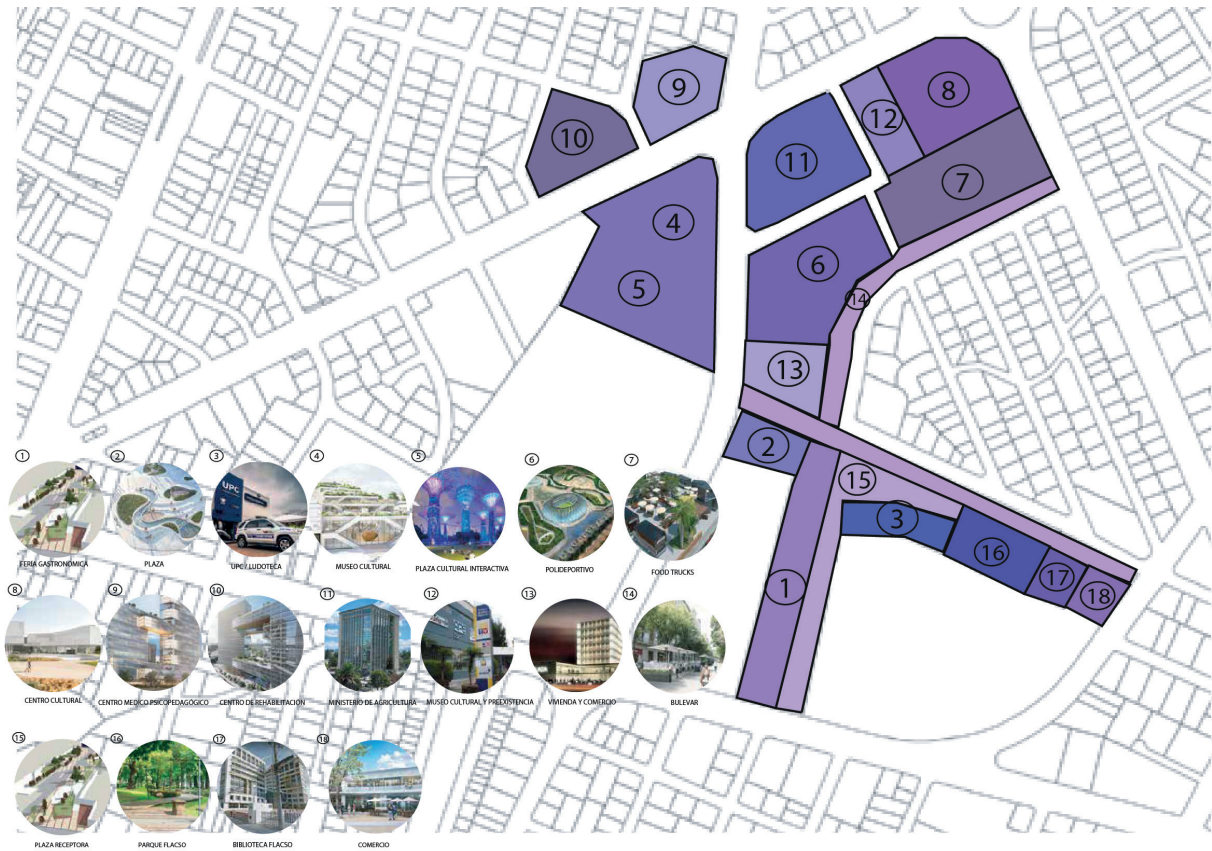 9
8
12
10
11
7
4
6
5
14
13
2
15
3
16
17
18
1
1 2 3 4 5 6 7
UPC
FERIA GASTRONÓMICA PLAZA UPC / LUDOTECA MUSEO CULTURAL PLAZA CULTURAL INTERACTIVA POLIDEPORTIVO FOOD TRUCKS
8 9 10 11 12 13 14
CENTRO CULTURAL CENTRO MEDICO PSICOPEDAGÓGICO CENTRO DE REHABILITACIÓN MINISTERIO DE AGRICULTURA MUSEO CULTURAL Y PREEXISTENCIA VIVIENDA Y COMERCIO BULEVAR
15 16 17 18
PLAZA RECEPTORA PARQUE FLACSO BIBLIOTECA FLACSO COMERCIO